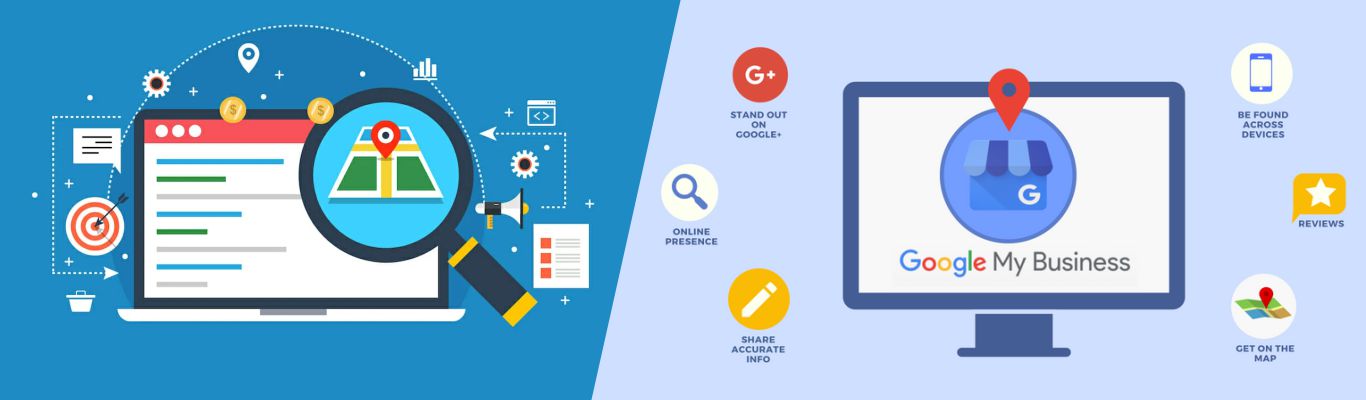 G+
STAND OUT
ON
GOOGLE+
ONLINE
PRESENCE
SHARE
ACCURATE
INFO
G
Google My Business
BE FOUND
ACROSS
DEVICES
REVIEWS
GET ON THE
MAP
$
$
<>